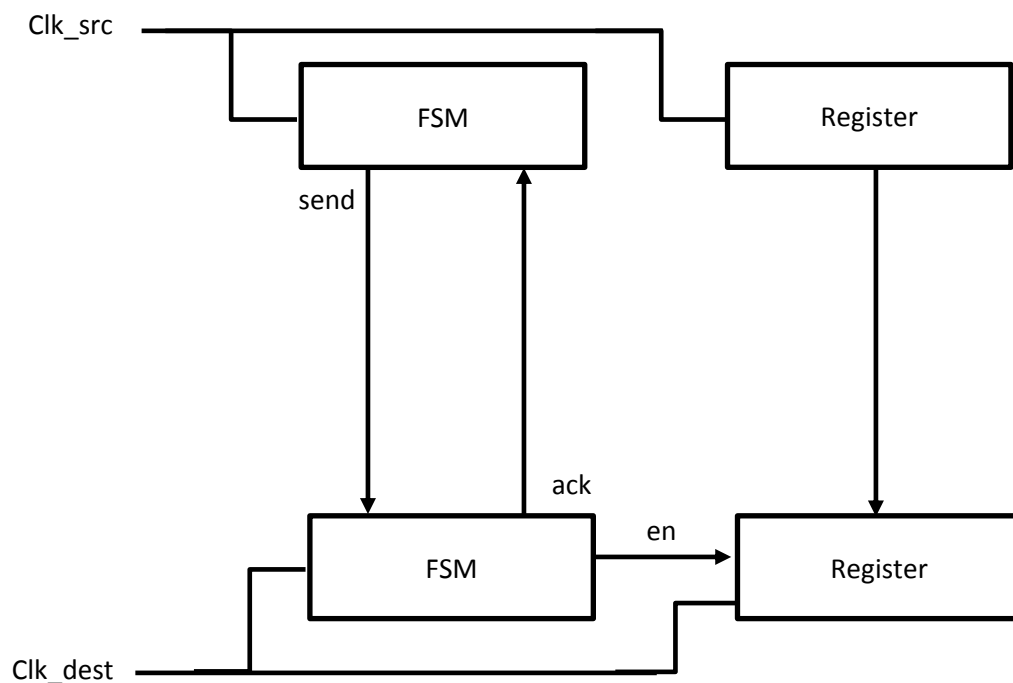 Clk_src
FSM
Register
send
ack
en
FSM
Register
Clk_dest